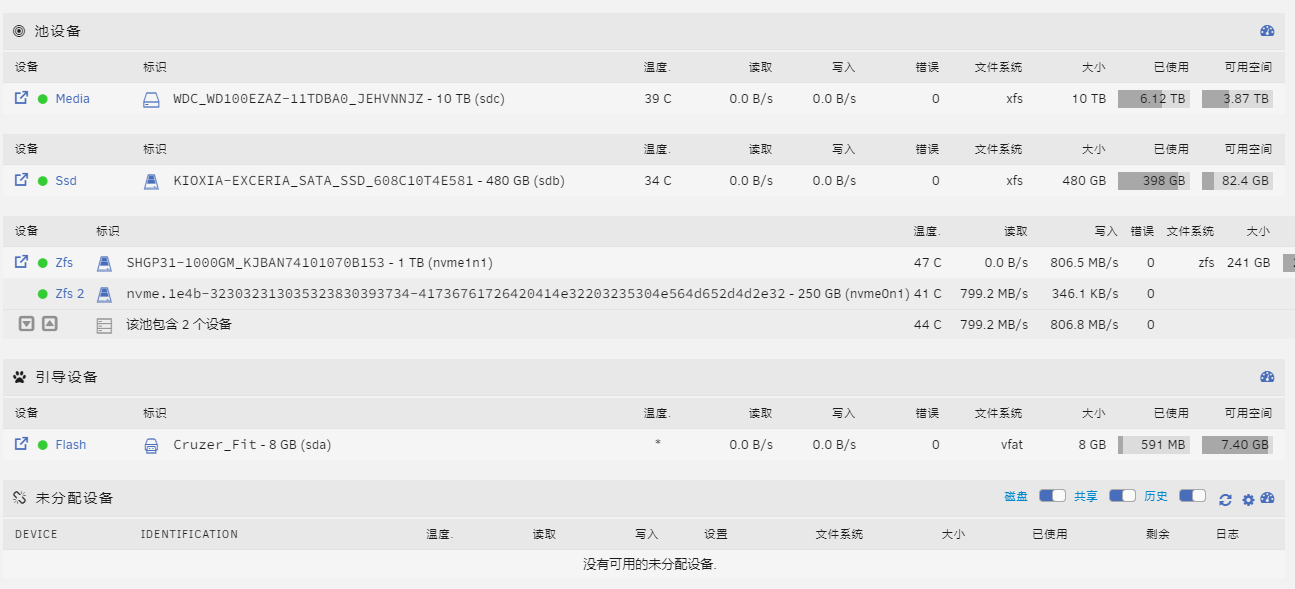 池设备
设备 标识 温度. 读取 写入 错误 文件系统 大小 已使用 可用空间
Media WDC_WD100EZAZ-11TDBA0_JEHVNNJZ - 10 TB (sdc) 39 C 0.0 B/s 0.0 B/s 0 xfs 10 TB 6.12 TB 3.87 TB
设备 标识 温度. 读取 写入 错误 文件系统 大小 已使用 可用空间
Ssd KIOXIA-EXCERIA_SATA_SSD_608C10T4E581 - 480 GB (sdb) 34 C 0.0 B/s 0.0 B/s 0 xfs 480 GB 398 GB 82.4 GB
设备 标识 温度. 读取 写入 错误 文件系统 大小
Zfs SHGP31-1000GM_KJBAN74101070B153 - 1 TB (nvme1n1) 47 C 0.0 B/s 806.5 MB/s 0 zfs 241 GB
Zfs 2 nvme.1e4b-323032313035323830393734-41736761726420414e32203235304e564d652d4d2e32 - 250 GB (nvme0n1) 41 C 799.2 MB/s 346.1 KB/s 0
该池包含 2 个设备 44 C 799.2 MB/s 806.8 MB/s 0
引导设备
设备 标识 温度. 读取 写入 错误 文件系统 大小 已使用 可用空间
Flash Cruzer_Fit - 8 GB (sda) * 0.0 B/s 0.0 B/s 0 vfat 8 GB 591 MB 7.40 GB
未分配设备 磁盘 共享 历史
DEVICE IDENTIFICATION 温度. 读取 写入 设置 文件系统 大小 已使用 剩余 日志
没有可用的未分配设备.